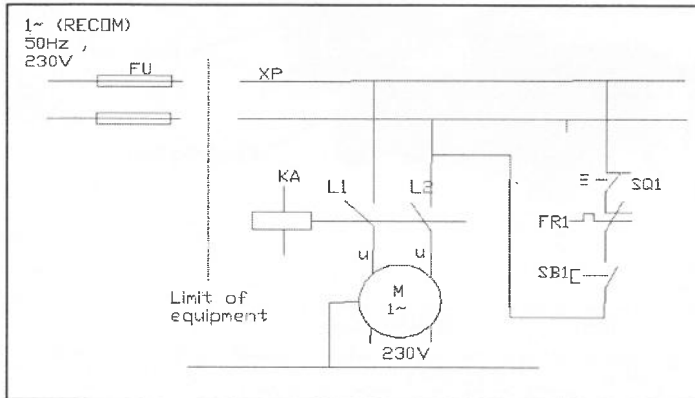 1~ (RECOM)
50Hz ,
230V
FU
XP
KA
L1
L2
SQ1
FR1
SB1
u
u
M
1~
230V
Limit of
equipment